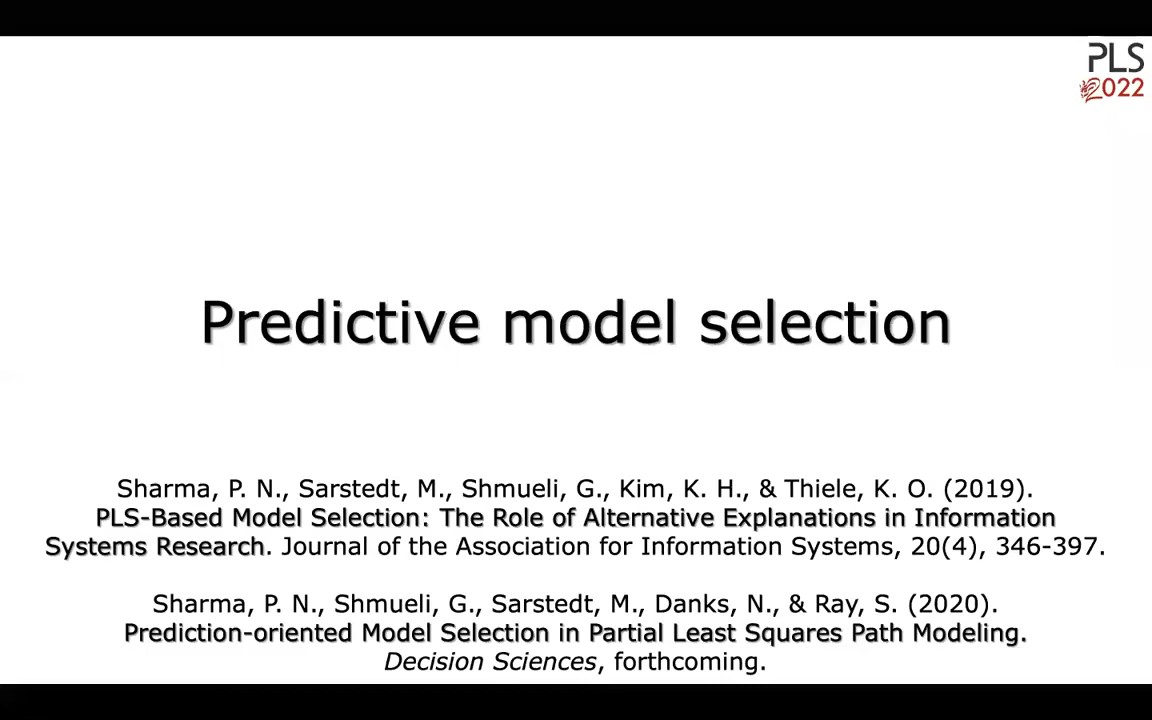 PLS
2022
Predictive model selection
Sharma, P. N., Sarstedt, M., Shmueli, G., Kim, K. H., & Thiele, K. O. (2019).
PLS-Based Model Selection: The Role of Alternative Explanations in Information
Systems Research. Journal of the Association for Information Systems, 20(4), 346-397.
Sharma, P. N., Shmueli, G., Sarstedt, M., Danks, N., & Ray, S. (2020).
Prediction-oriented Model Selection in Partial Least Squares Path Modeling.
Decision Sciences, forthcoming.